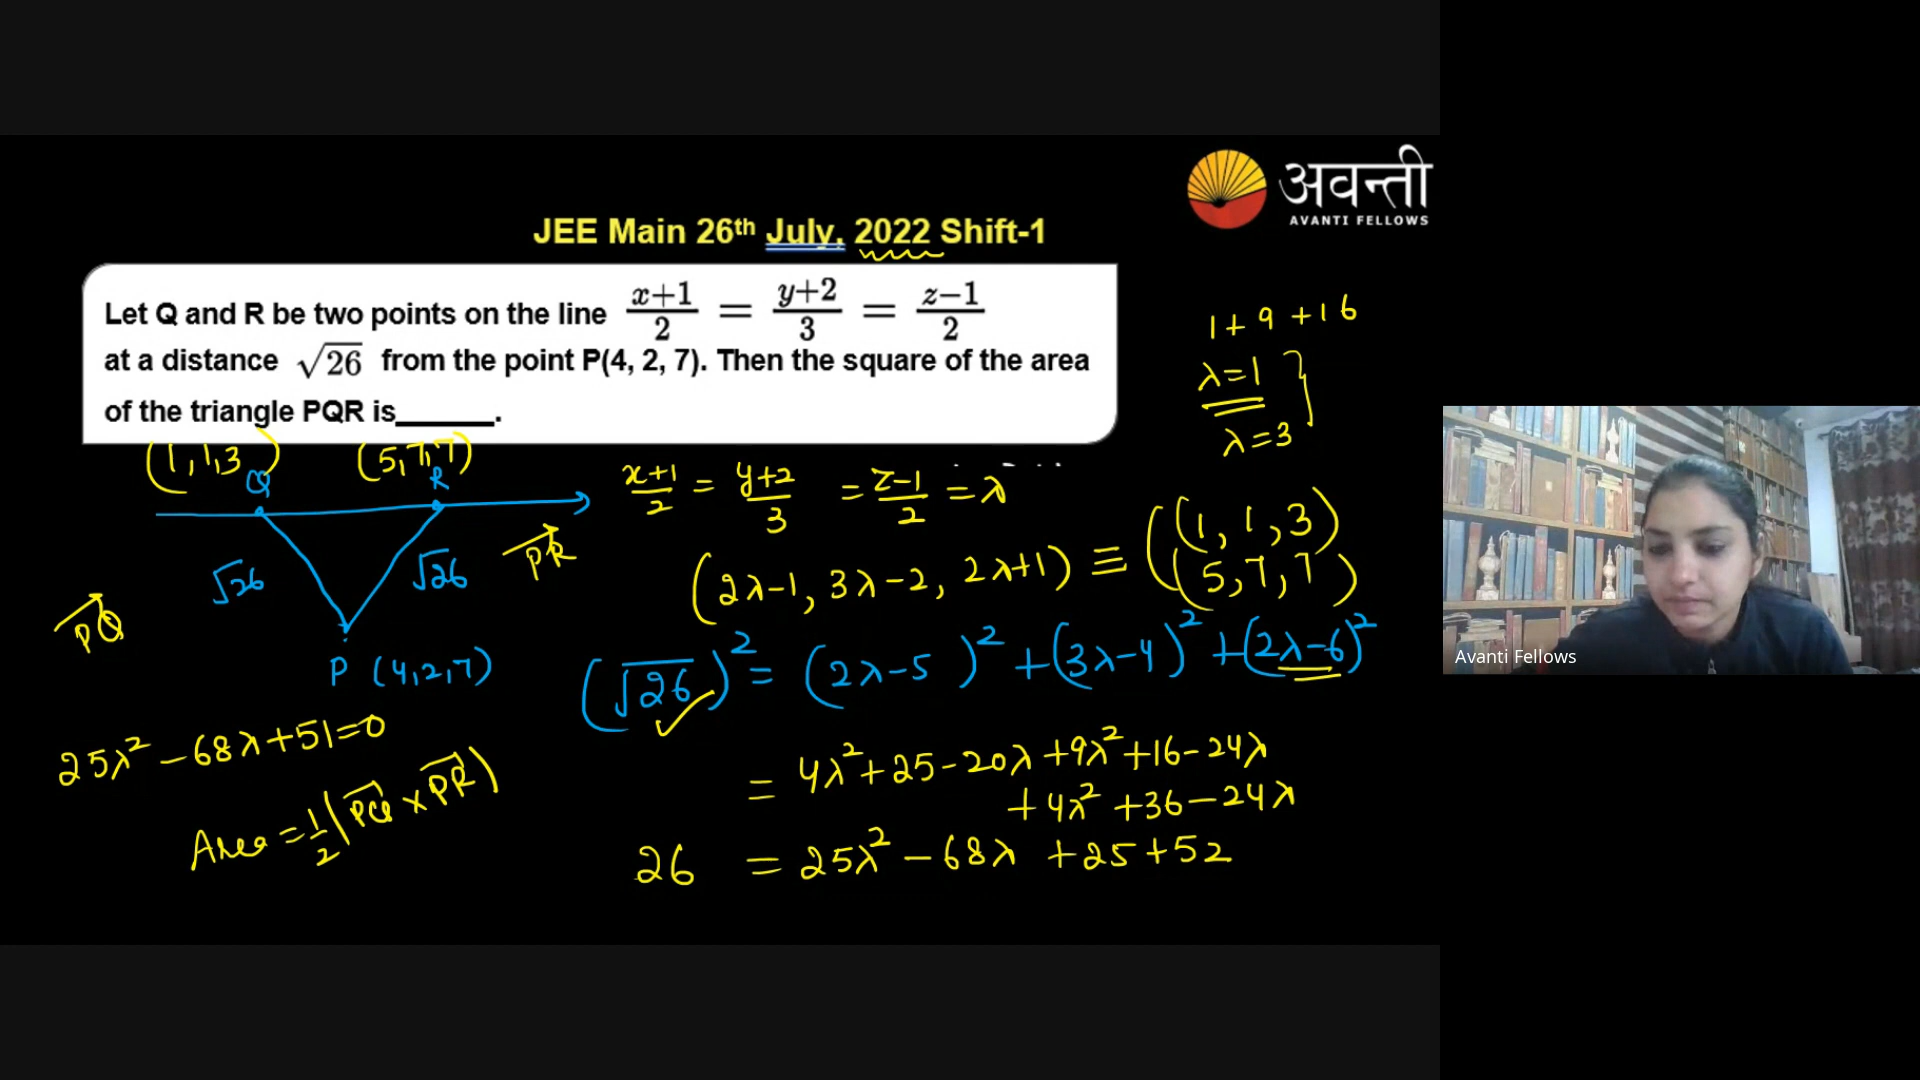 अवन्ती
AVANTI FELLOWS
JEE Main 26th July, 2022 Shift-1
Let Q and R be two points on the line x+1/2 = y+2/3 = z−1/2
at a distance √26 from the point P(4, 2, 7). Then the square of the area
of the triangle PQR is______.
1+9+16
λ=1
λ=3
(1,1,3) (5,7,7)
Q R
√26 √26
PQ PR
P (4,2,7)
x+1/2 = y+2/3 = z-1/2 = λ
(2λ-1, 3λ-2, 2λ+1) ≡ ((1,1,3)
(5,7,7)
(√26)² = (2λ-5)² + (3λ-4)² + (2λ-6)²
= 4λ²+25-20λ+9λ²+16-24λ
+4λ²+36-24λ
26 = 25λ²-68λ+25+52
25λ²-68λ+51=0
Area = 1/2 |PQ × PR)
Avanti Fellows